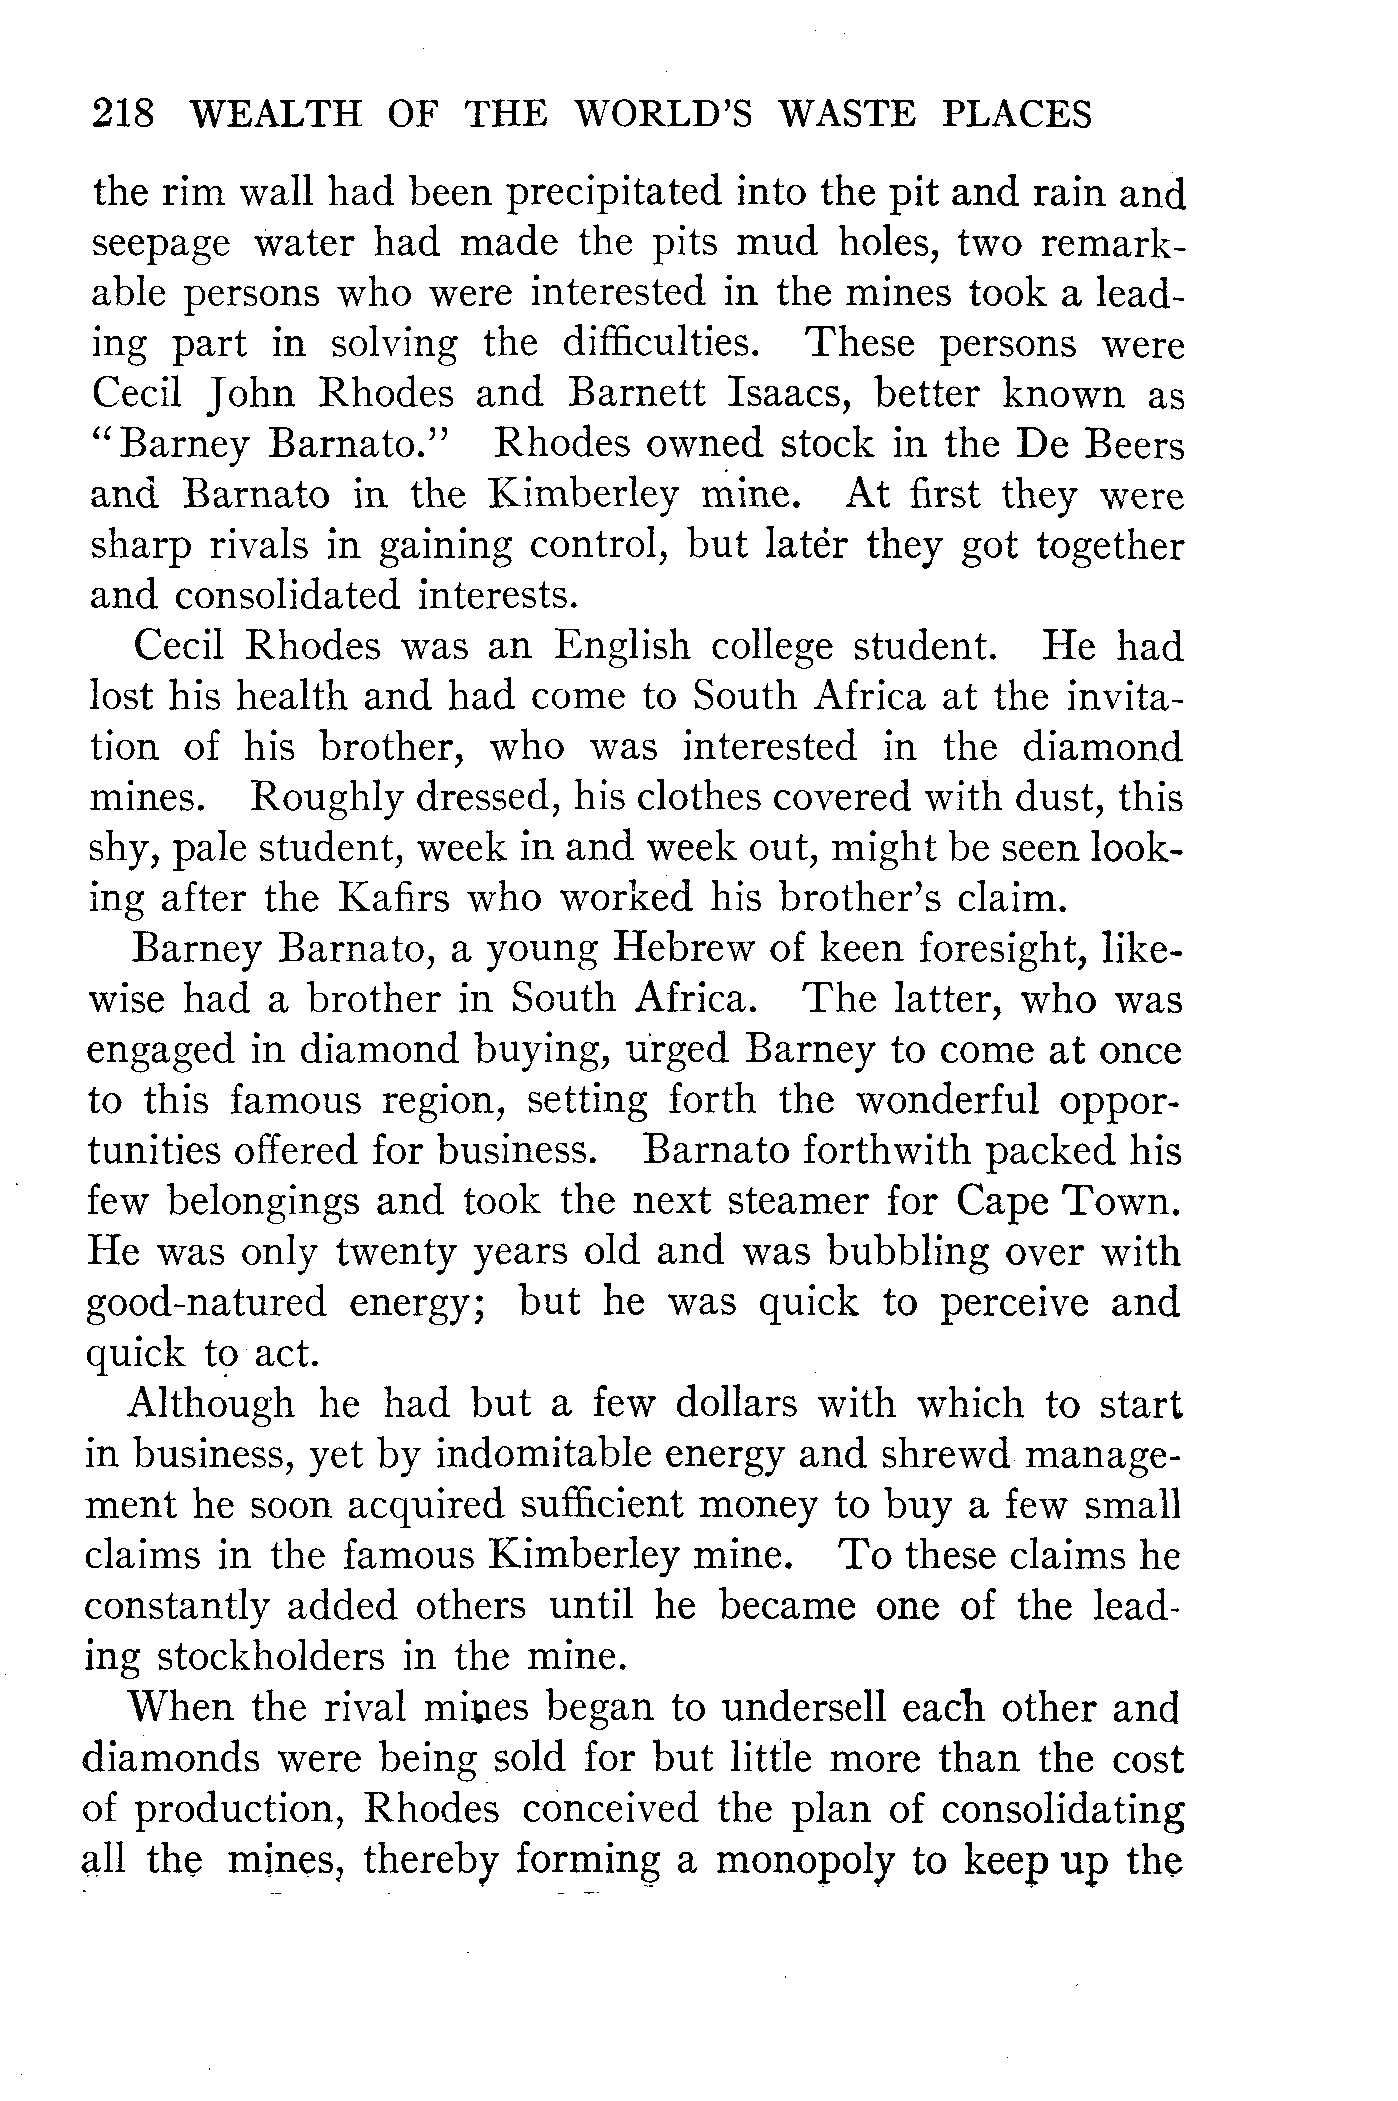 218 WEALTH OF THE WORLD'S WASTE PLACES
the rim wall had been precipitated into the pit and rain and
seepage water had made the pits mud holes, two remark-
able persons who were interested in the mines took a lead-
ing part in solving the difficulties. These persons were
Cecil John Rhodes and Barnett Isaacs, better known as
"Barney Barnato." Rhodes owned stock in the De Beers
and Barnato in the Kimberley mine. At first they were
sharp rivals in gaining control, but later they got together
and consolidated interests.
Cecil Rhodes was an English college student. He had
lost his health and had come to South Africa at the invita-
tion of his brother, who was interested in the diamond
mines. Roughly dressed, his clothes covered with dust, this
shy, pale student, week in and week out, might be seen look-
ing after the Kafirs who worked his brother's claim.
Barney Barnato, a young Hebrew of keen foresight, like-
wise had a brother in South Africa. The latter, who was
engaged in diamond buying, urged Barney to come at once
to this famous region, setting forth the wonderful oppor-
tunities offered for business. Barnato forthwith packed his
few belongings and took the next steamer for Cape Town.
He was only twenty years old and was bubbling over with
good-natured energy; but he was quick to perceive and
quick to act.
Although he had but a few dollars with which to start
in business, yet by indomitable energy and shrewd manage-
ment he soon acquired sufficient money to buy a few small
claims in the famous Kimberley mine. To these claims he
constantly added others until he became one of the lead-
ing stockholders in the mine.
When the rival mines began to undersell each other and
diamonds were being sold for but little more than the cost
of production, Rhodes conceived the plan of consolidating
all the mines, thereby forming a monopoly to keep up the